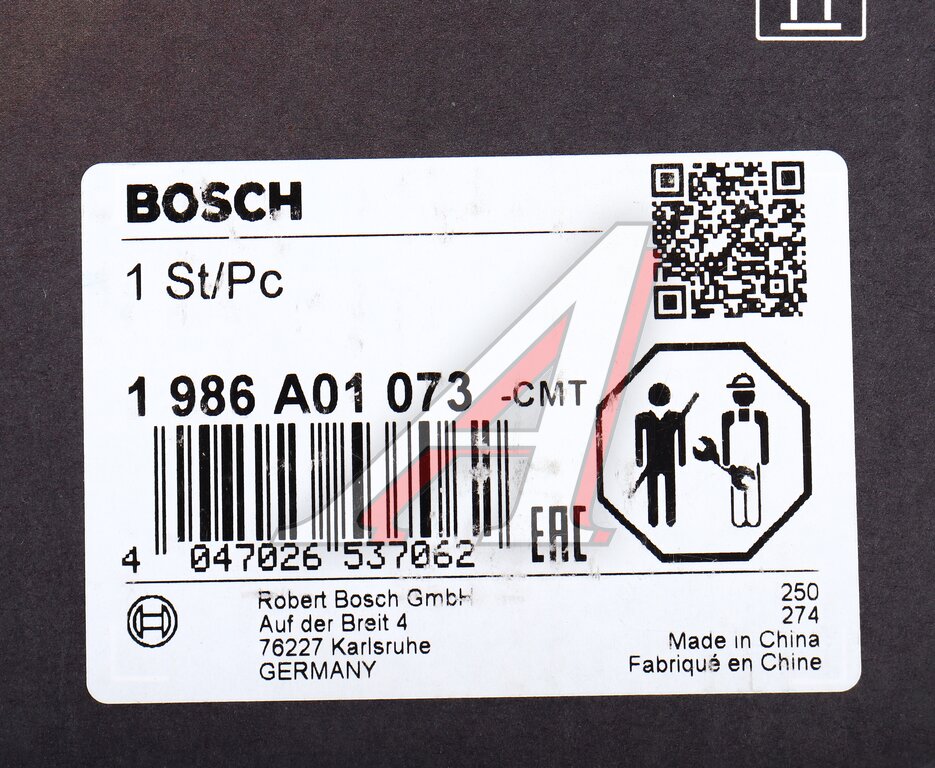 BOSCH
1 St/Pc
1 986 A01 073 -CMT
4 047026 537062
EAC
Robert Bosch GmbH
Auf der Breit 4
76227 Karlsruhe
GERMANY
250
274
Made in China
Fabriqué en Chine